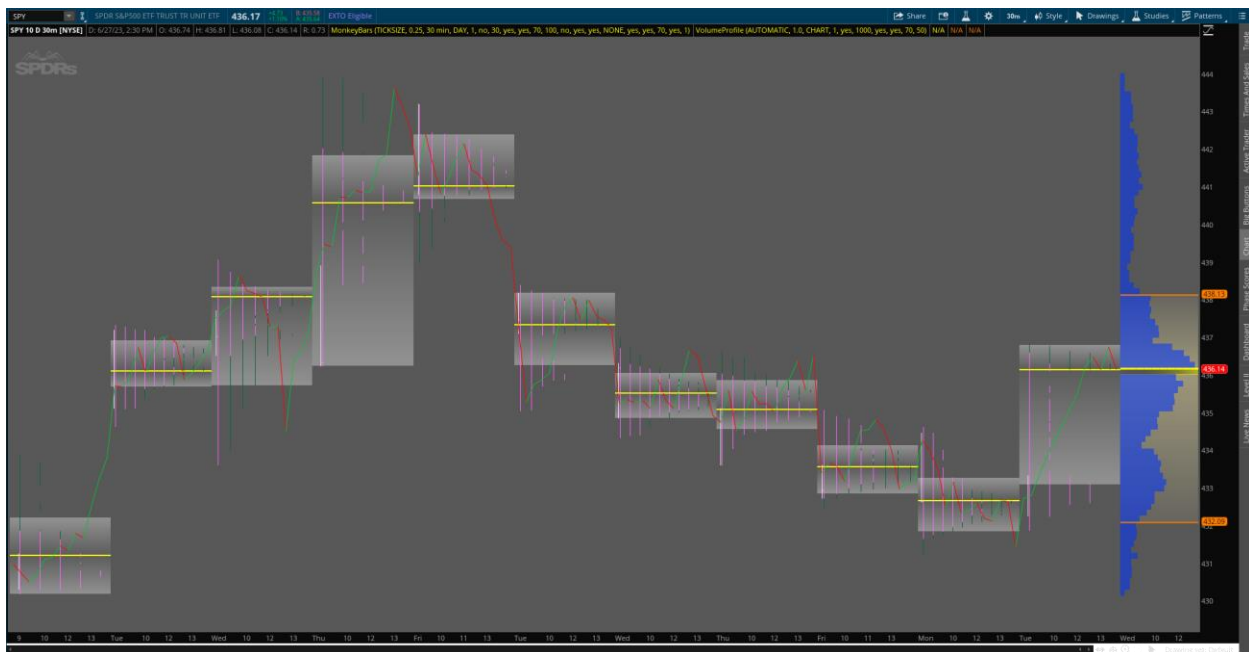 SPY
SPDR S&P500 ETF TRUST TR UNIT ETF
436.17
EXTO Eligible
Share
30m
Style
Drawings
Studies
Patterns
SPY 10 D 30m [NYSE]
D: 6/27/23, 2:30 PM
O: 436.74
H: 436.81
L: 436.08
C: 436.14
R: 0.73
MonkeyBars (TICKSIZE, 0.25, 30 min, DAY, 1, no, 30, yes, yes, 70, 100, no, yes, yes, NONE, yes, yes, 70, yes, 1)
VolumeProfile (AUTOMATIC, 1.0, CHART, 1, yes, 1000, yes, yes, 70, 50)
N/A
N/A
N/A
SPDRs
444
443
442
441
440
439
438.13
438
437
436.14
436
435
434
433
432.09
432
431
430
Trade
Times And Sales
Active Trader
Big Buttons
Chart
Phase Scores
Dashboard
Level II
Live News
9 10 12 13 Tue 10 12 13 Wed 10 12 13 Thu 10 12 13 Fri 10 11 13 Tue 10 12 13 Wed 10 12 13 Thu 10 12 13 Fri 10 11 13 Mon 10 12 13 Tue 10 12 13 Wed 10 12
Drawing set: Default